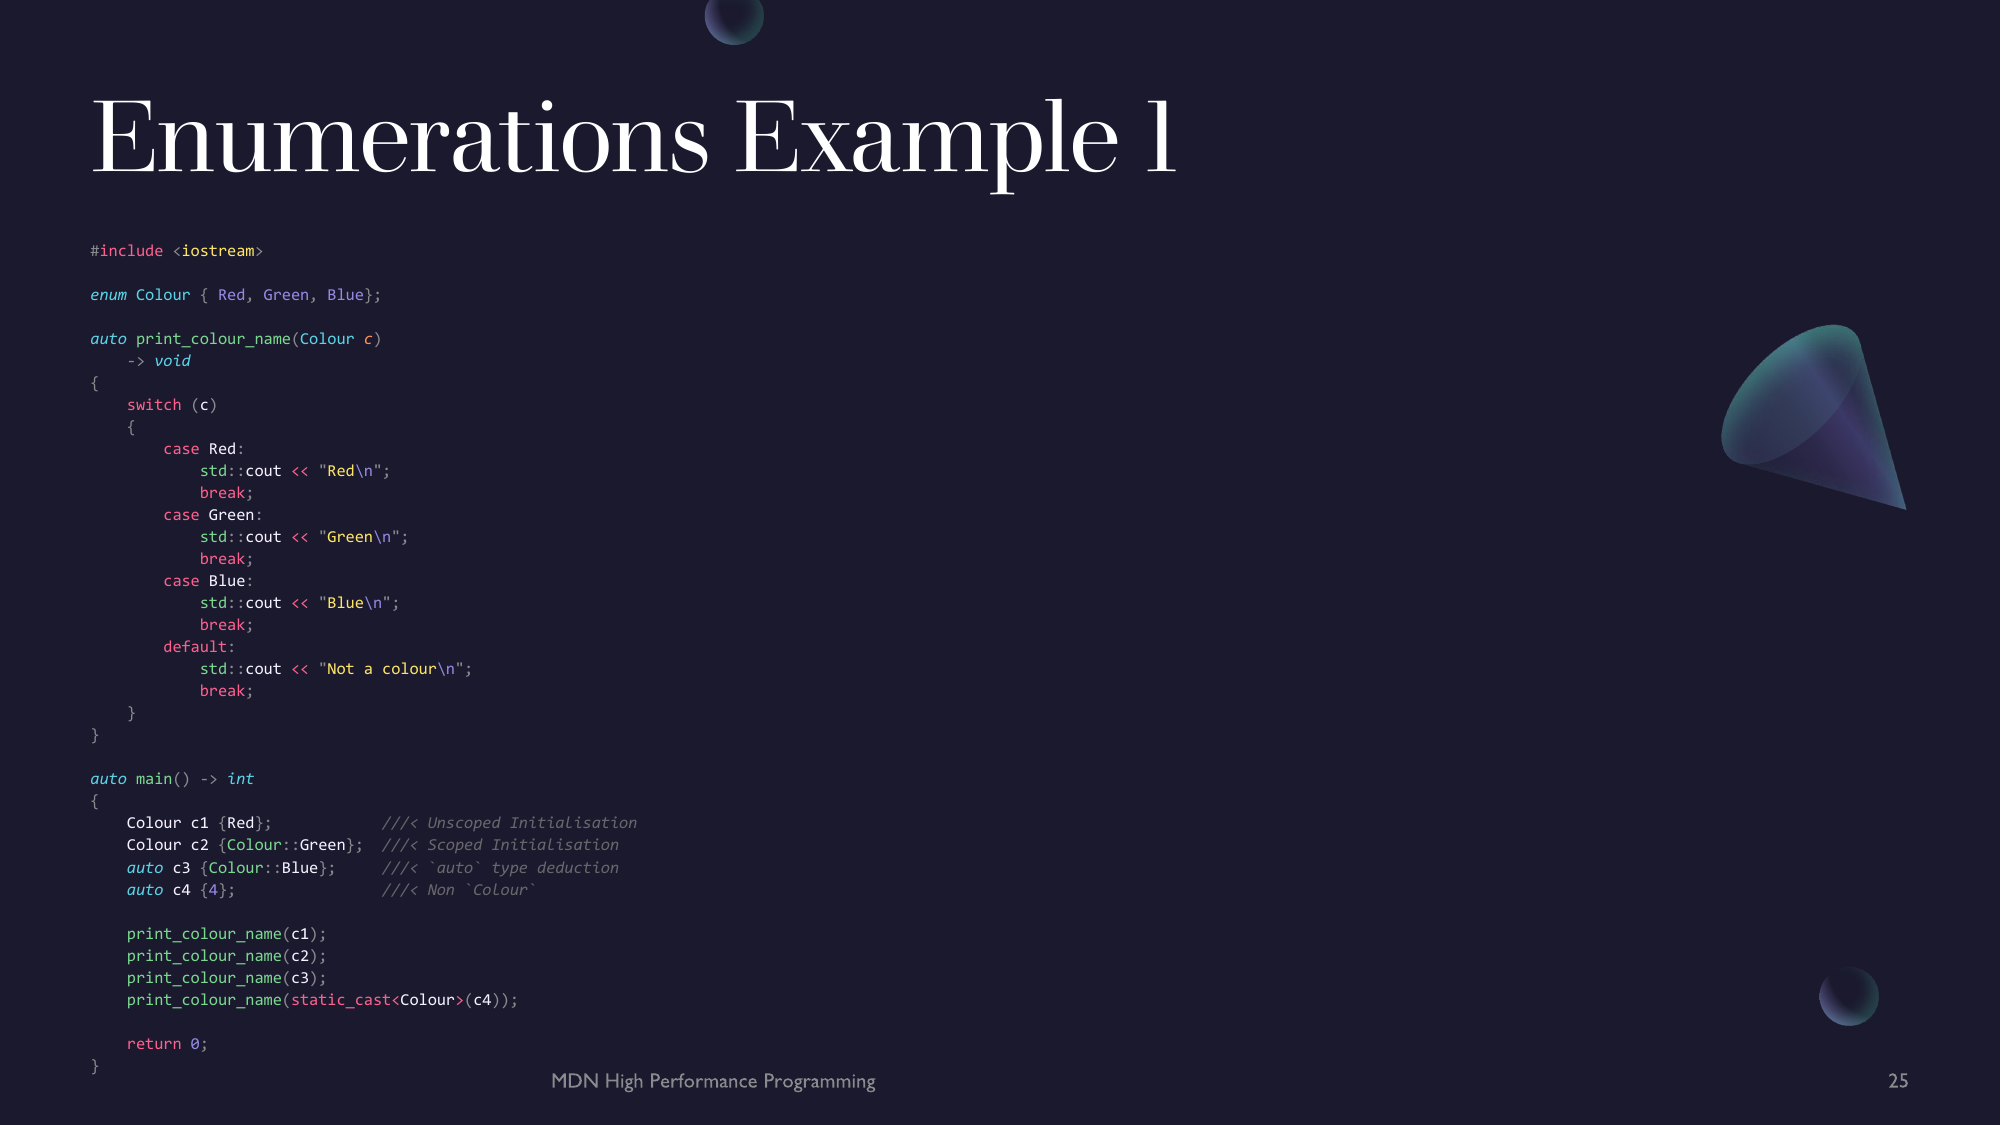 Enumerations Example 1
#include <iostream>
enum Colour { Red, Green, Blue};
auto print_colour_name(Colour c)
    -> void
{
    switch (c)
    {
        case Red:
            std::cout << "Red\n";
            break;
        case Green:
            std::cout << "Green\n";
            break;
        case Blue:
            std::cout << "Blue\n";
            break;
        default:
            std::cout << "Not a colour\n";
            break;
    }
}
auto main() -> int
{
    Colour c1 {Red};            ///< Unscoped Initialisation
    Colour c2 {Colour::Green};  ///< Scoped Initialisation
    auto c3 {Colour::Blue};     ///< `auto` type deduction
    auto c4 {4};                ///< Non `Colour`
    print_colour_name(c1);
    print_colour_name(c2);
    print_colour_name(c3);
    print_colour_name(static_cast<Colour>(c4));
    return 0;
}
MDN High Performance Programming
25